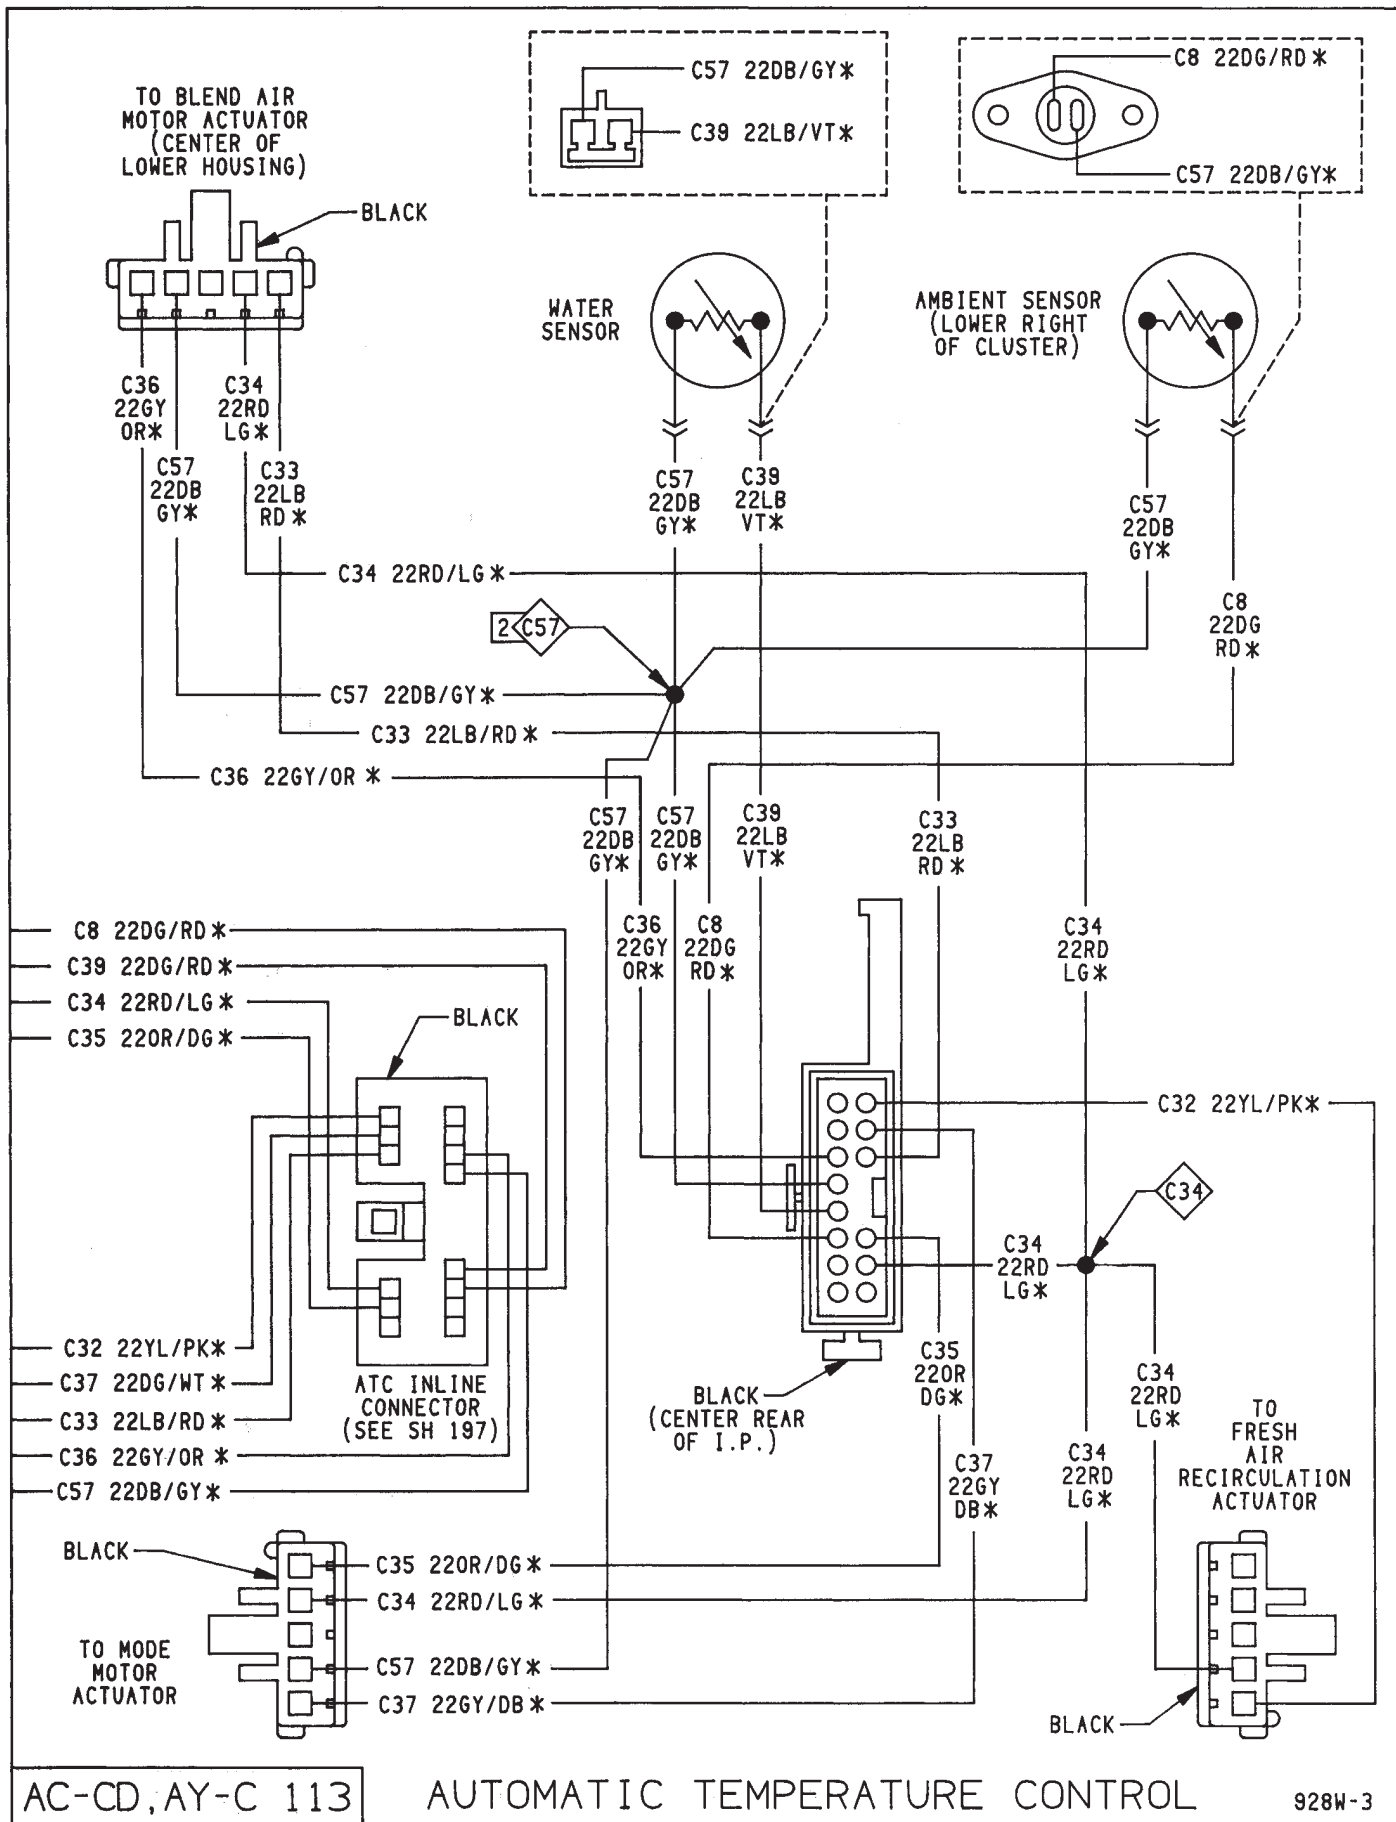 C57 22DB/GY*
C39 22LB/VT*
C8 22DG/RD*
C57 22DB/GY*
TO BLEND AIR
MOTOR ACTUATOR
(CENTER OF
LOWER HOUSING)
BLACK
WATER
SENSOR
AMBIENT SENSOR
(LOWER RIGHT
OF CLUSTER)
C36
22GY
OR*
C34
22RD
LG*
C57
22DB
GY*
C33
22LB
RD*
C57
22DB
GY*
C39
22LB
VT*
C57
22DB
GY*
C34 22RD/LG*
C8
22DG
RD*
2 C57
C57 22DB/GY*
C33 22LB/RD*
C36 22GY/OR *
C57
22DB
GY*
C57
22DB
GY*
C39
22LB
VT*
C33
22LB
RD*
C36
22GY
OR*
C8
22DG
RD*
C34
22RD
LG*
C8 22DG/RD*
C39 22DG/RD*
C34 22RD/LG*
C35 22OR/DG*
BLACK
C32 22YL/PK*
C34
C34
22RD
LG*
C32 22YL/PK*
C37 22DG/WT*
C33 22LB/RD*
C36 22GY/OR *
C57 22DB/GY*
ATC INLINE
CONNECTOR
(SEE SH 197)
BLACK
(CENTER REAR
OF I.P.)
C35
22OR
DG*
C34
22RD
LG*
C37
22GY
DB*
C34
22RD
LG*
TO
FRESH
AIR
RECIRCULATION
ACTUATOR
BLACK
C35 22OR/DG*
C34 22RD/LG*
TO MODE
MOTOR
ACTUATOR
C57 22DB/GY*
C37 22GY/DB*
BLACK
AC-CD,AY-C 113
AUTOMATIC TEMPERATURE CONTROL
928W-3